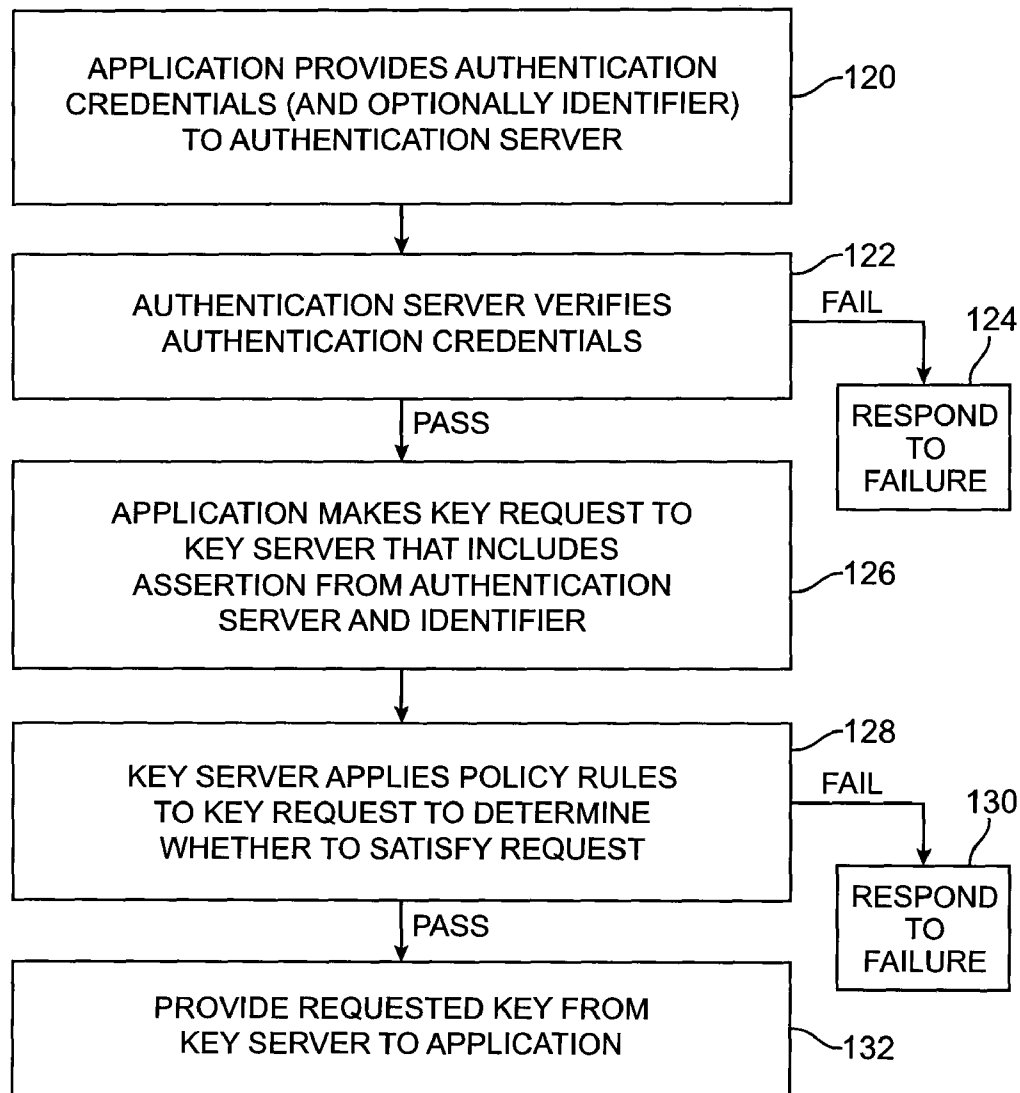 APPLICATION PROVIDES AUTHENTICATION
CREDENTIALS (AND OPTIONALLY IDENTIFIER)
TO AUTHENTICATION SERVER
120
AUTHENTICATION SERVER VERIFIES
AUTHENTICATION CREDENTIALS
122
FAIL
124
RESPOND
TO
FAILURE
PASS
APPLICATION MAKES KEY REQUEST TO
KEY SERVER THAT INCLUDES
ASSERTION FROM AUTHENTICATION
SERVER AND IDENTIFIER
126
KEY SERVER APPLIES POLICY RULES
TO KEY REQUEST TO DETERMINE
WHETHER TO SATISFY REQUEST
128
FAIL
130
RESPOND
TO
FAILURE
PASS
PROVIDE REQUESTED KEY FROM
KEY SERVER TO APPLICATION
132